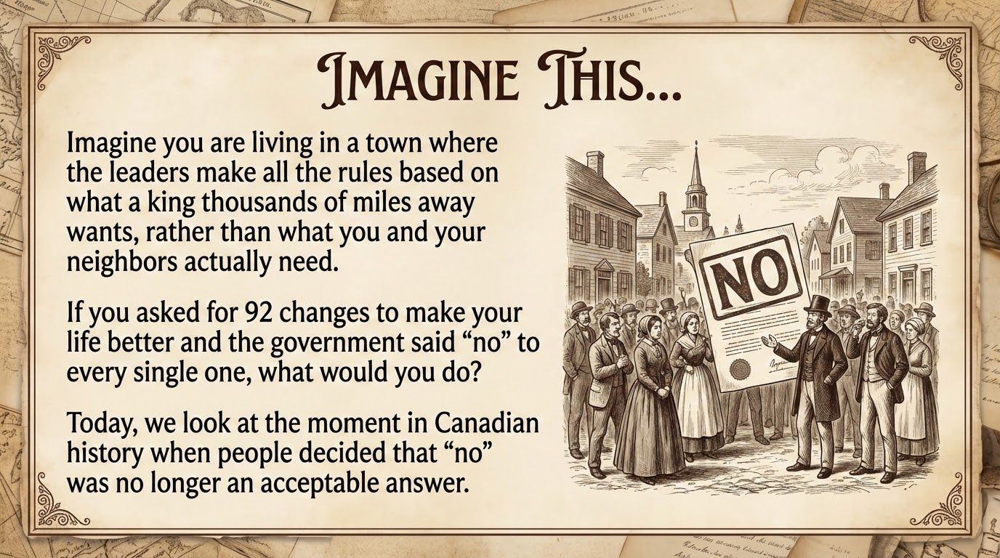 Imagine This...
Imagine you are living in a town where
the leaders make all the rules based on
what a king thousands of miles away
wants, rather than what you and your
neighbors actually need.
If you asked for 92 changes to make your
life better and the government said “no” to
every single one, what would you do?
Today, we look at the moment in Canadian
history when people decided that “no”
was no longer an acceptable answer.
NO